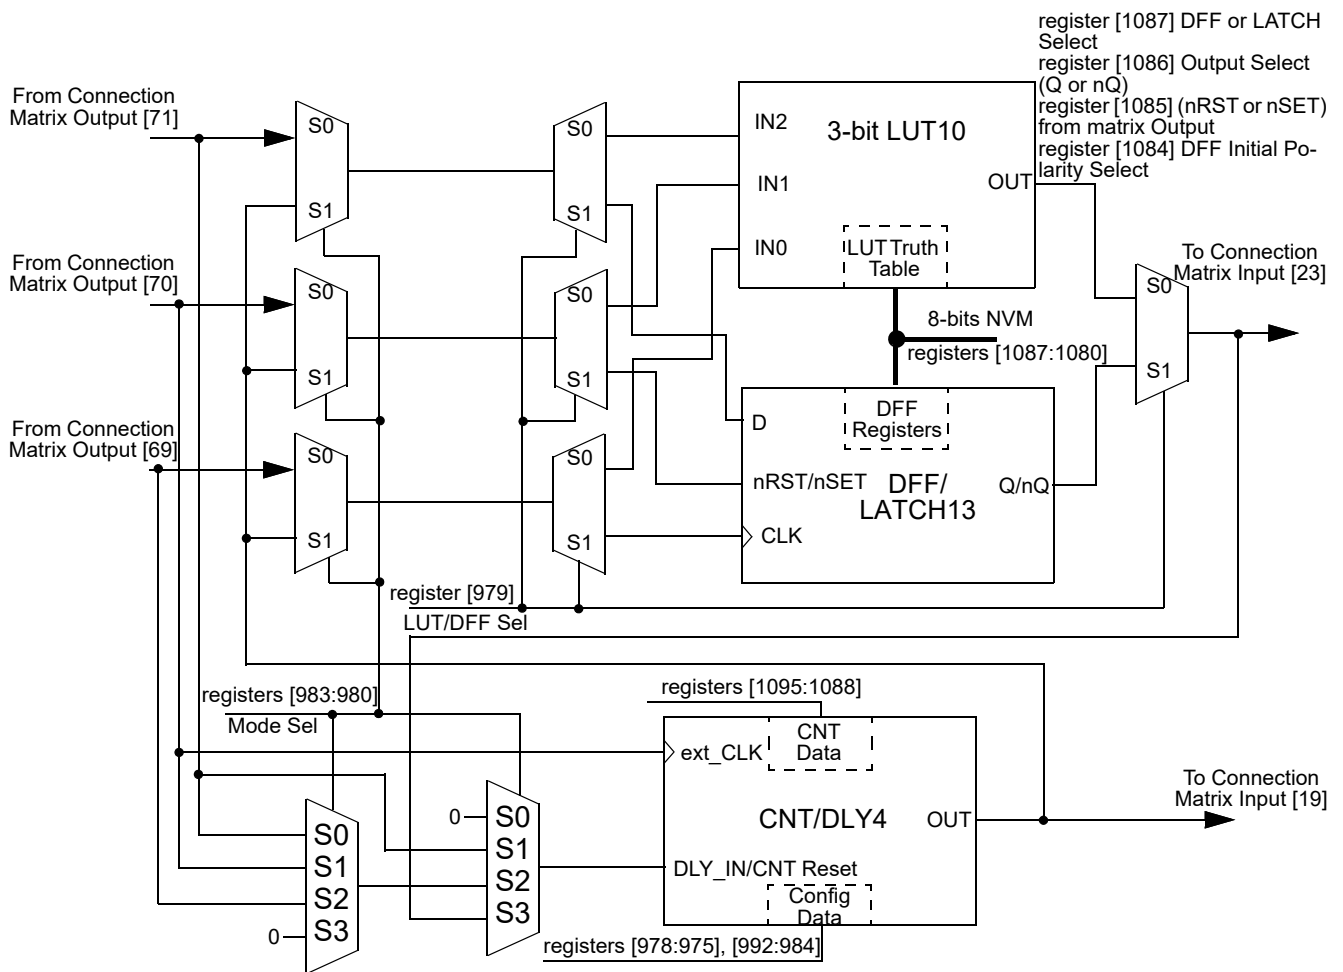 register [1087] DFF or LATCH
Select
register [1086] Output Select
(Q or nQ)
register [1085] (nRST or nSET)
from matrix Output
register [1084] DFF Initial Po-
larity Select
From Connection
Matrix Output [71]
S0
S1
S0
S1
IN2
IN1
IN0
3-bit LUT10
OUT
LUT Truth
Table
From Connection
Matrix Output [70]
S0
S1
S0
S1
8-bits NVM
registers [1087:1080]
To Connection
Matrix Input [23]
S0
S1
From Connection
Matrix Output [69]
S0
S1
S0
S1
D
nRST/nSET
CLK
DFF
Registers
DFF/
LATCH13
Q/nQ
register [979]
LUT/DFF Sel
registers [983:980]
Mode Sel
registers [1095:1088]
ext_CLK
CNT
Data
CNT/DLY4
OUT
To Connection
Matrix Input [19]
DLY_IN/CNT Reset
Config
Data
registers [978:975], [992:984]
S0
S1
S2
S3
0
0
S0
S1
S2
S3